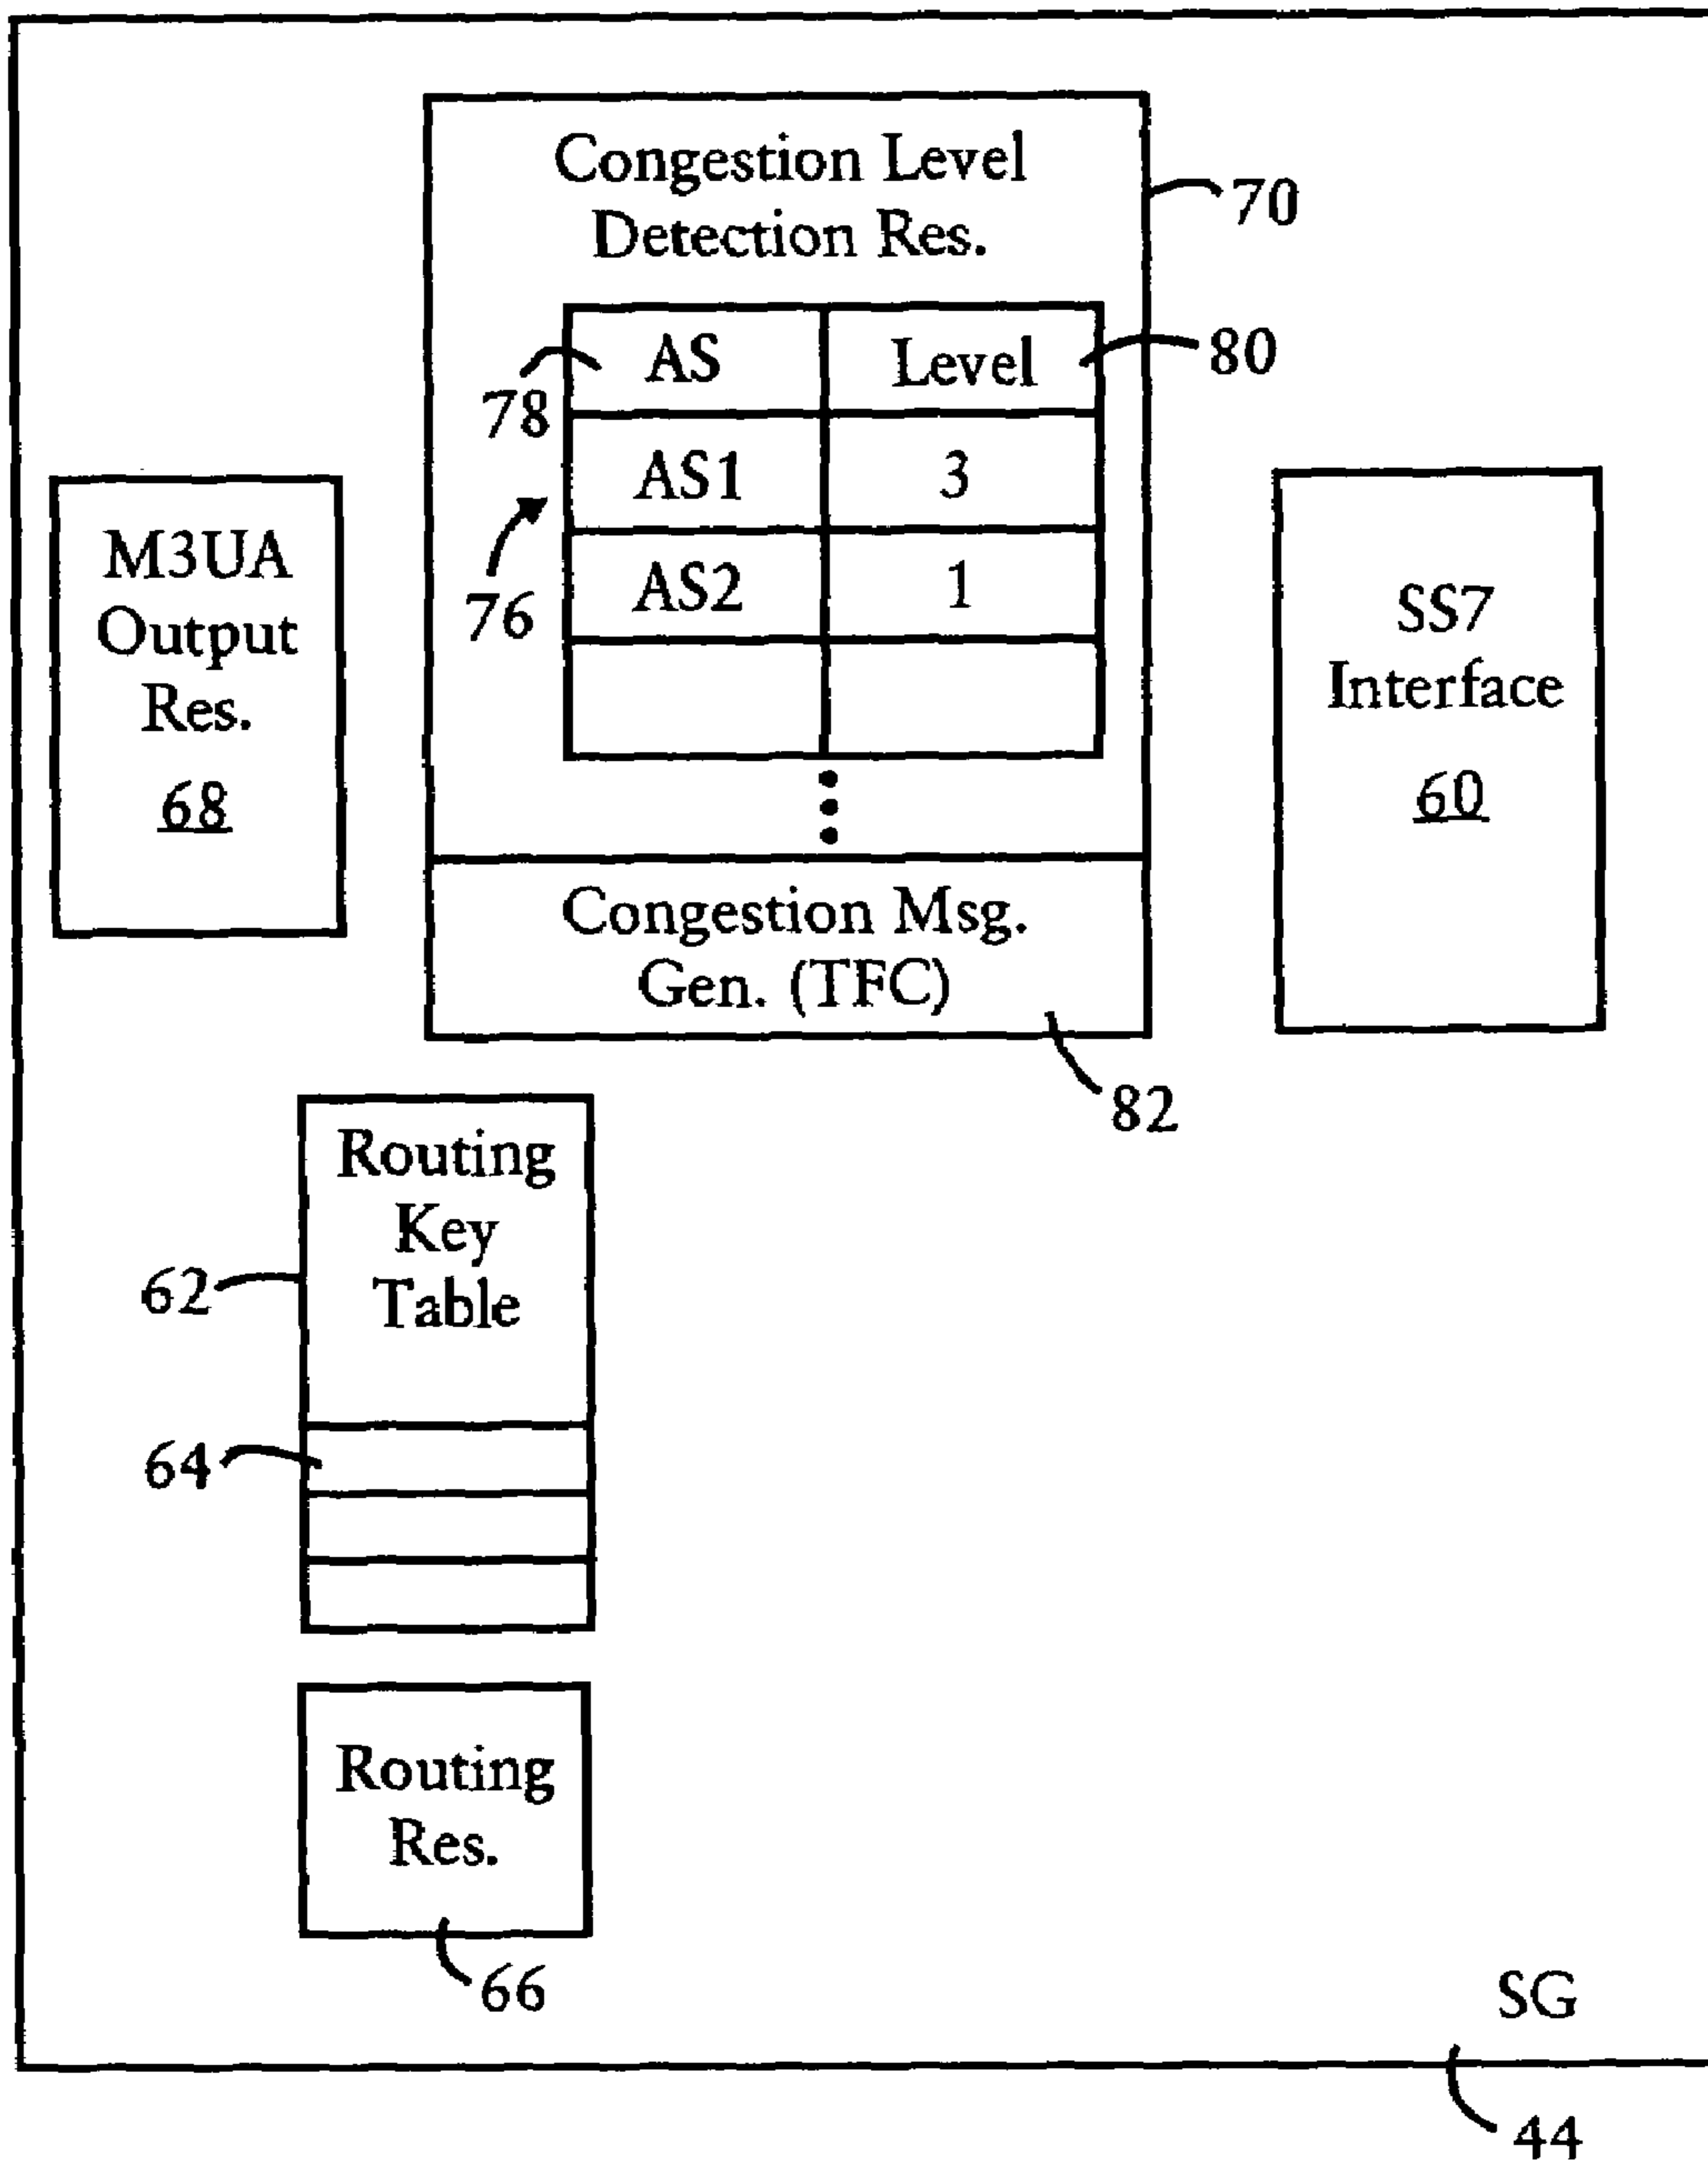 Congestion Level
Detection Res.
70
AS
Level
80
78
AS1
3
76
AS2
1
M3UA
Output
Res.
68
SS7
Interface
60
Congestion Msg.
Gen. (TFC)
82
Routing
Key
Table
62
64
Routing
Res.
66
SG
44